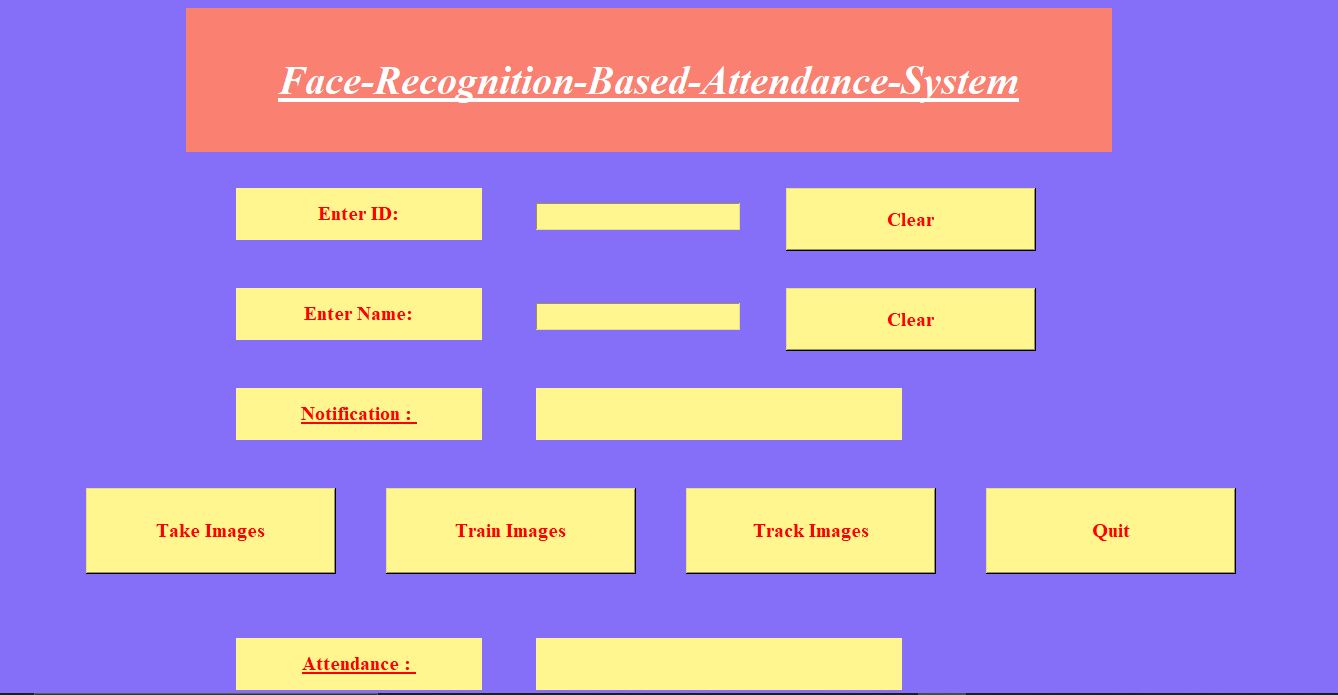 Face-Recognition-Based-Attendance-System
Enter ID:
Clear
Enter Name:
Clear
Notification :
Take Images
Train Images
Track Images
Quit
Attendance :